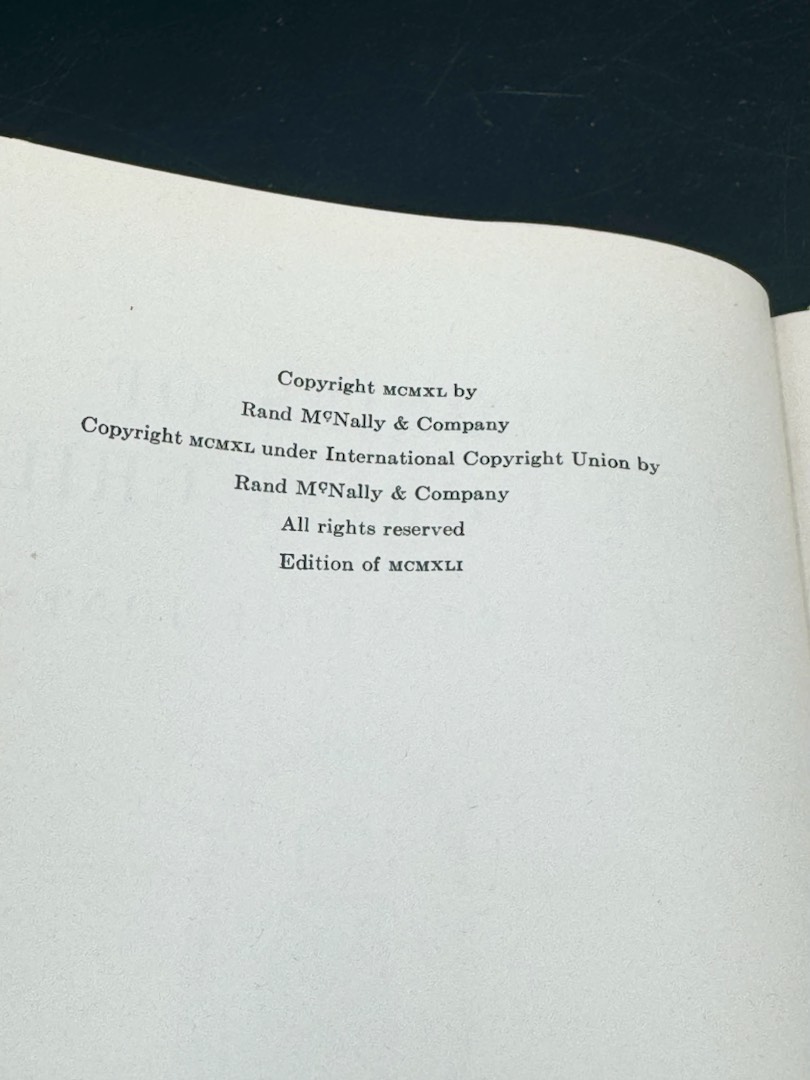 Copyright MCMXL by
Rand McNally & Company
Copyright MCMXL under International Copyright Union by
Rand McNally & Company
All rights reserved
Edition of MCMXLI